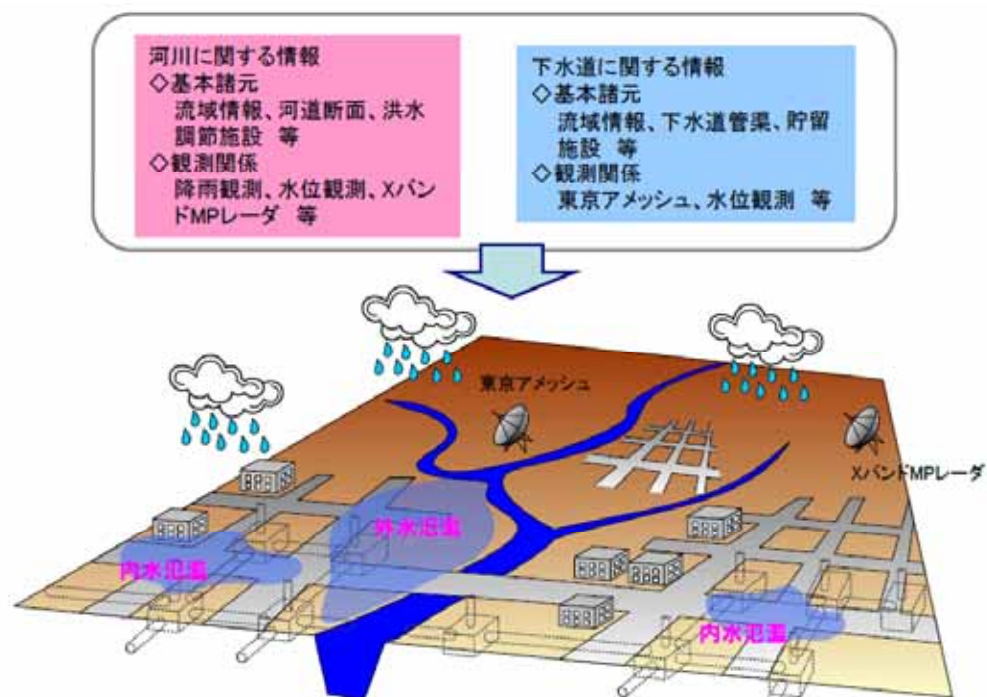 河川に関する情報
◇基本諸元
流域情報、河道断面、洪水
調節施設 等
◇観測関係
降雨観測、水位観測、Xバン
ドMPレーダ 等
下水道に関する情報
◇基本諸元
流域情報、下水道管渠、貯留
施設 等
◇観測関係
東京アメッシュ、水位観測 等
東京アメッシュ
XバンドMPレーダ
外水氾濫
内水氾濫
内水氾濫